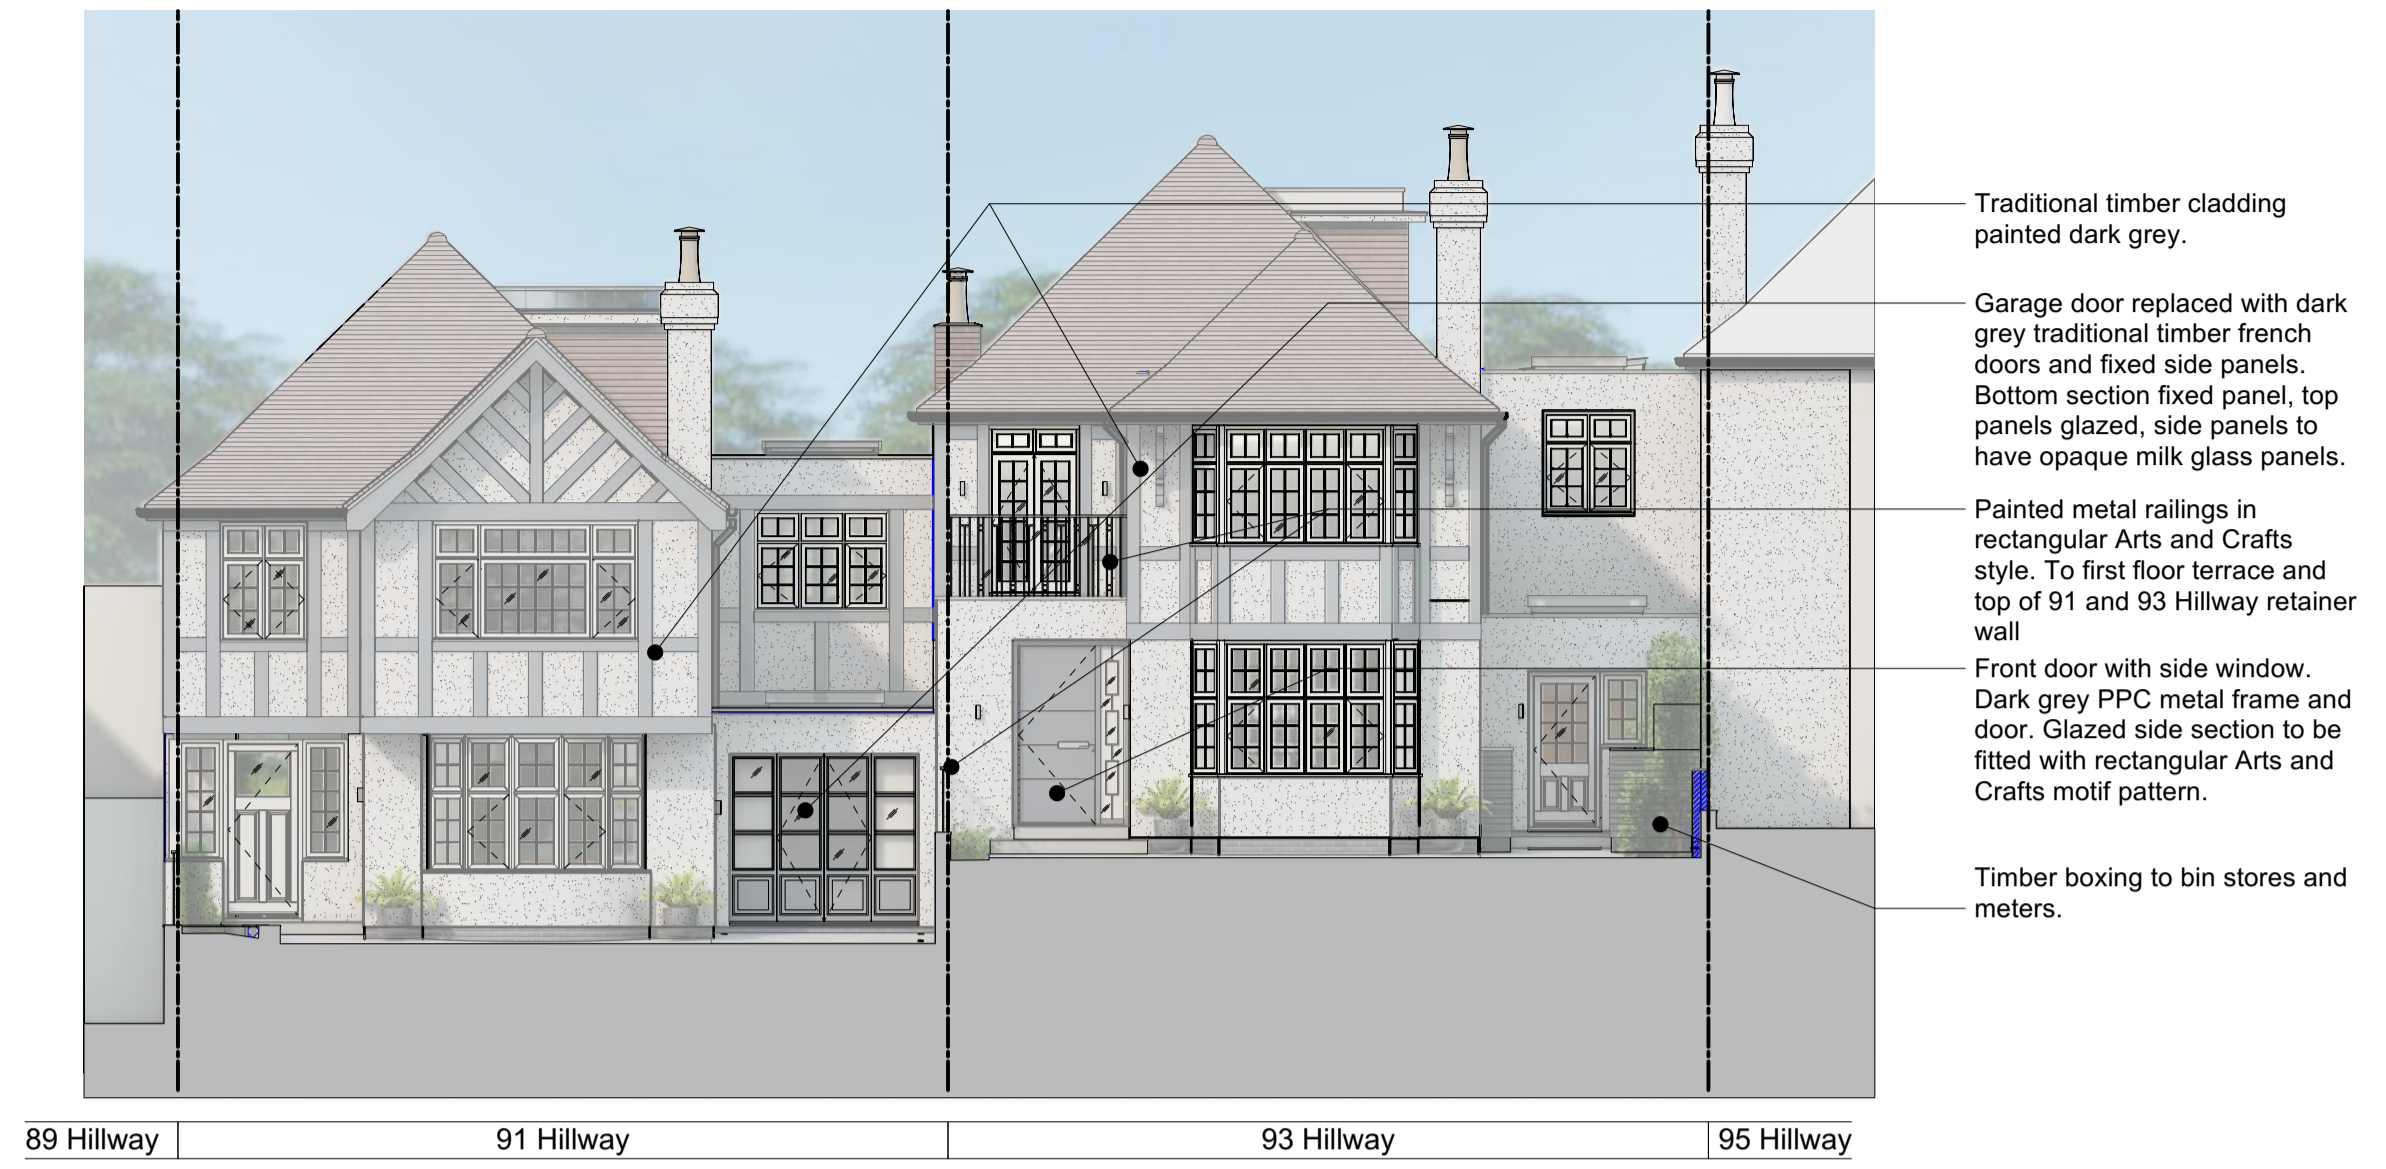 Traditional timber cladding
painted dark grey.
Garage door replaced with dark
grey traditional timber french
doors and fixed side panels.
Bottom section fixed panel, top
panels glazed, side panels to
have opaque milk glass panels.
Painted metal railings in
rectangular Arts and Crafts
style. To first floor terrace and
top of 91 and 93 Hillway retainer
wall
Front door with side window.
Dark grey PPC metal frame and
door. Glazed side section to be
fitted with rectangular Arts and
Crafts motif pattern.
Timber boxing to bin stores and
meters.
89 Hillway
91 Hillway
93 Hillway
95 Hillway